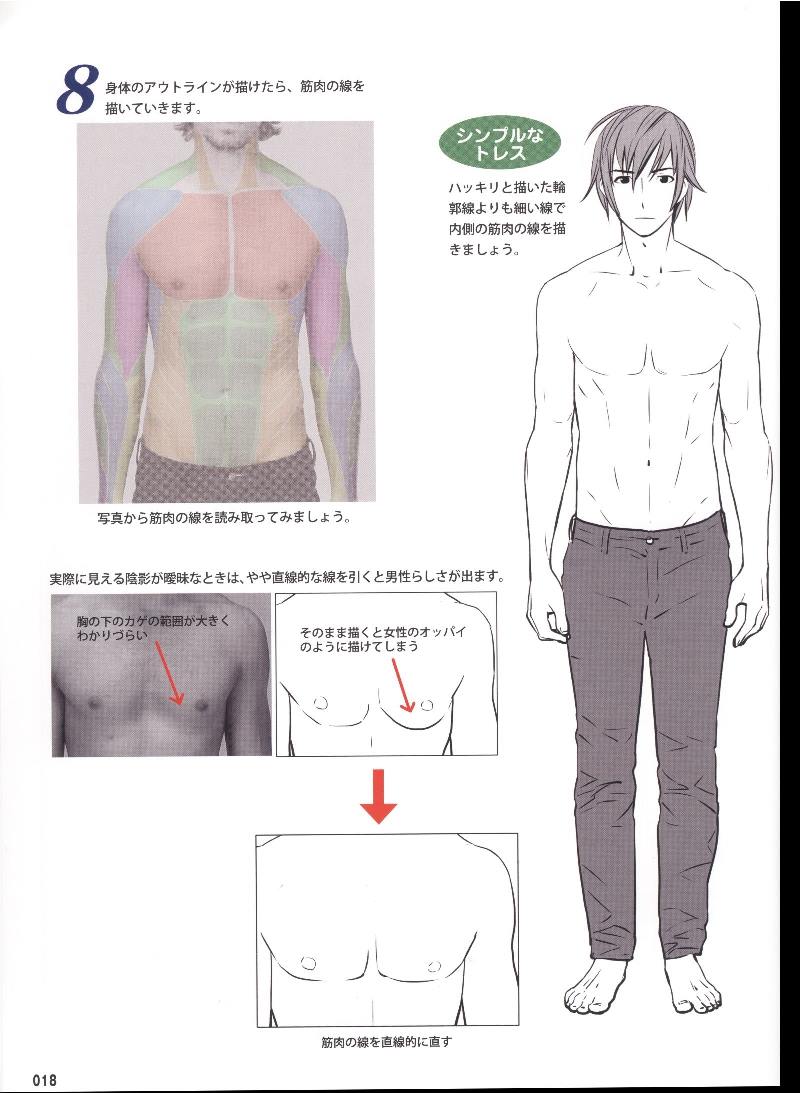 8 身体のアウトラインが描けたら、筋肉の線を
描いていきます。
シンプルな
トレス
ハッキリと描いた輪
郭線よりも細い線で
内側の筋肉の線を描
きましょう。
写真から筋肉の線を読み取ってみましょう。
実際に見える陰影が曖昧なときは、やや直線的な線を引くと男性らしさが出ます。
胸の下のカゲの範囲が大きく
わかりづらい
そのまま描くと女性のオッパイ
のように描けてしまう
筋肉の線を直線的に直す
018